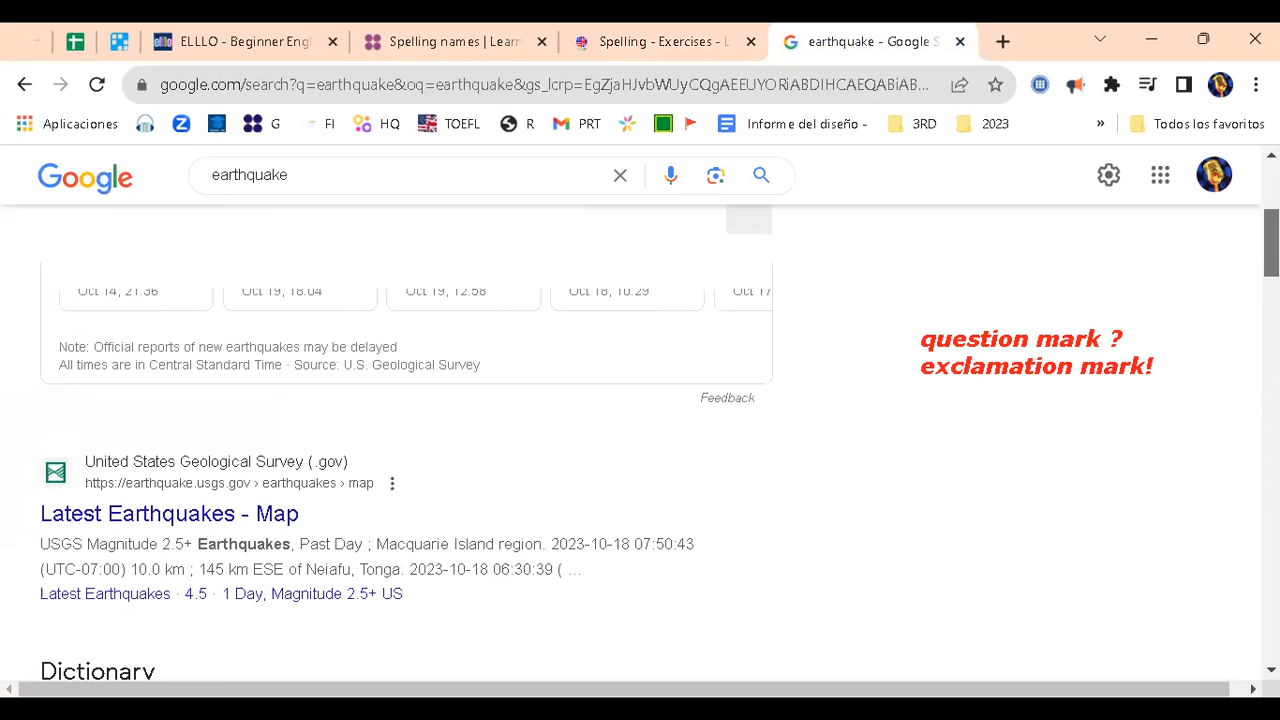 ELLLO - Beginner Engl
Spelling names | Learn
Spelling - Exercises - L
earthquake - Google S
google.com/search?q=earthquake&oq=earthquake&gs_lcrp=EgZjaHJvbWUyCQgAEEUYORiABDIHCAEQABiAB...
Aplicaciones
G
FI
HQ
TOEFL
R
PRT
Informe del diseño -
3RD
2023
»
Todos los favoritos
Google
earthquake
Oct 14, 21:36
Oct 19, 18:04
Oct 19, 12:58
Oct 18, 10:29
Oct 17
Note: Official reports of new earthquakes may be delayed
All times are in Central Standard Time · Source: U.S. Geological Survey
Feedback
question mark ?
exclamation mark!
United States Geological Survey (.gov)
https://earthquake.usgs.gov › earthquakes › map
Latest Earthquakes - Map
USGS Magnitude 2.5+ Earthquakes, Past Day ; Macquarie Island region. 2023-10-18 07:50:43
(UTC-07:00) 10.0 km ; 145 km ESE of Neiafu, Tonga. 2023-10-18 06:30:39 ( ...
Latest Earthquakes · 4.5 · 1 Day, Magnitude 2.5+ US
Dictionary